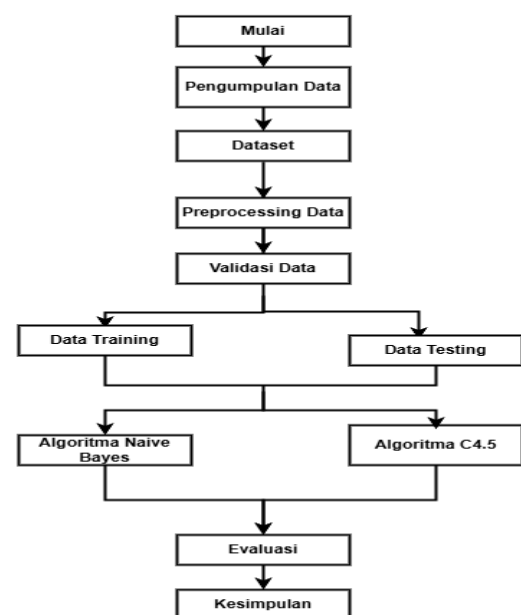 Mulai
Pengumpulan Data
Dataset
Preprocessing Data
Validasi Data
Data Training
Data Testing
Algoritma Naive
Bayes
Algoritma C4.5
Evaluasi
Kesimpulan